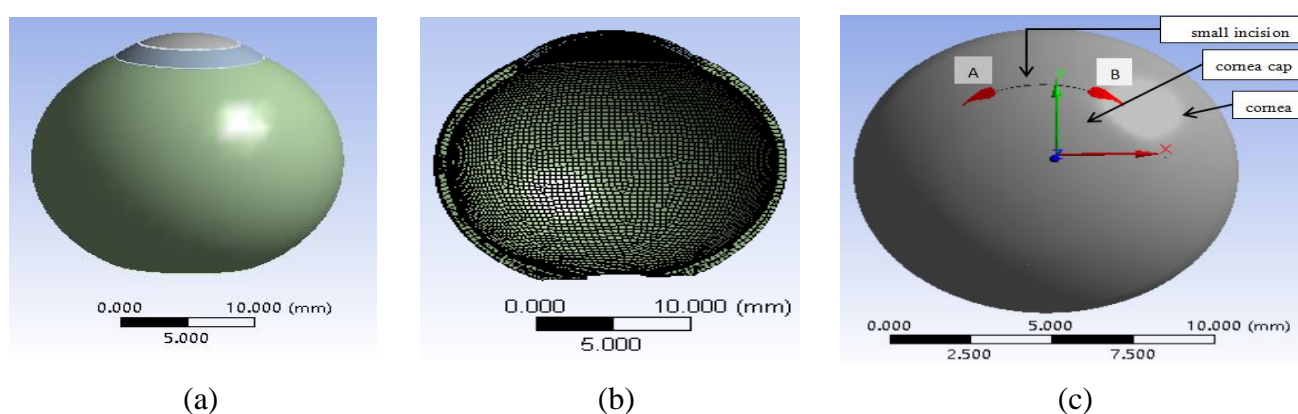 0.000 10.000 (mm)
5.000
(a)
0.000 10.000 (mm)
5.000
(b)
small incision
cornea cap
cornea
A
B
Y
X
Z
0.000 5.000 10.000 (mm)
2.500 7.500
(c)